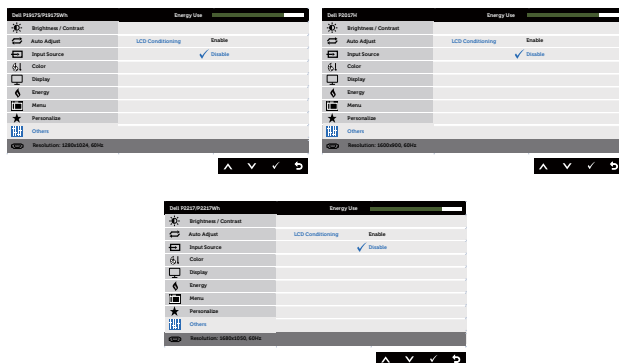 Dell P1917S/P1917SWh Energy Use
Brightness / Contrast
Auto Adjust LCD Conditioning Enable
Input Source Disable
Color
Display
Energy
Menu
Personalize
Others
Resolution: 1280x1024, 60Hz
Dell P2017H Energy Use
Brightness / Contrast
Auto Adjust LCD Conditioning Enable
Input Source Disable
Color
Display
Energy
Menu
Personalize
Others
Resolution: 1600x900, 60Hz
Dell P2217/P2217Wh Energy Use
Brightness / Contrast
Auto Adjust LCD Conditioning Enable
Input Source Disable
Color
Display
Energy
Menu
Personalize
Others
Resolution: 1680x1050, 60Hz